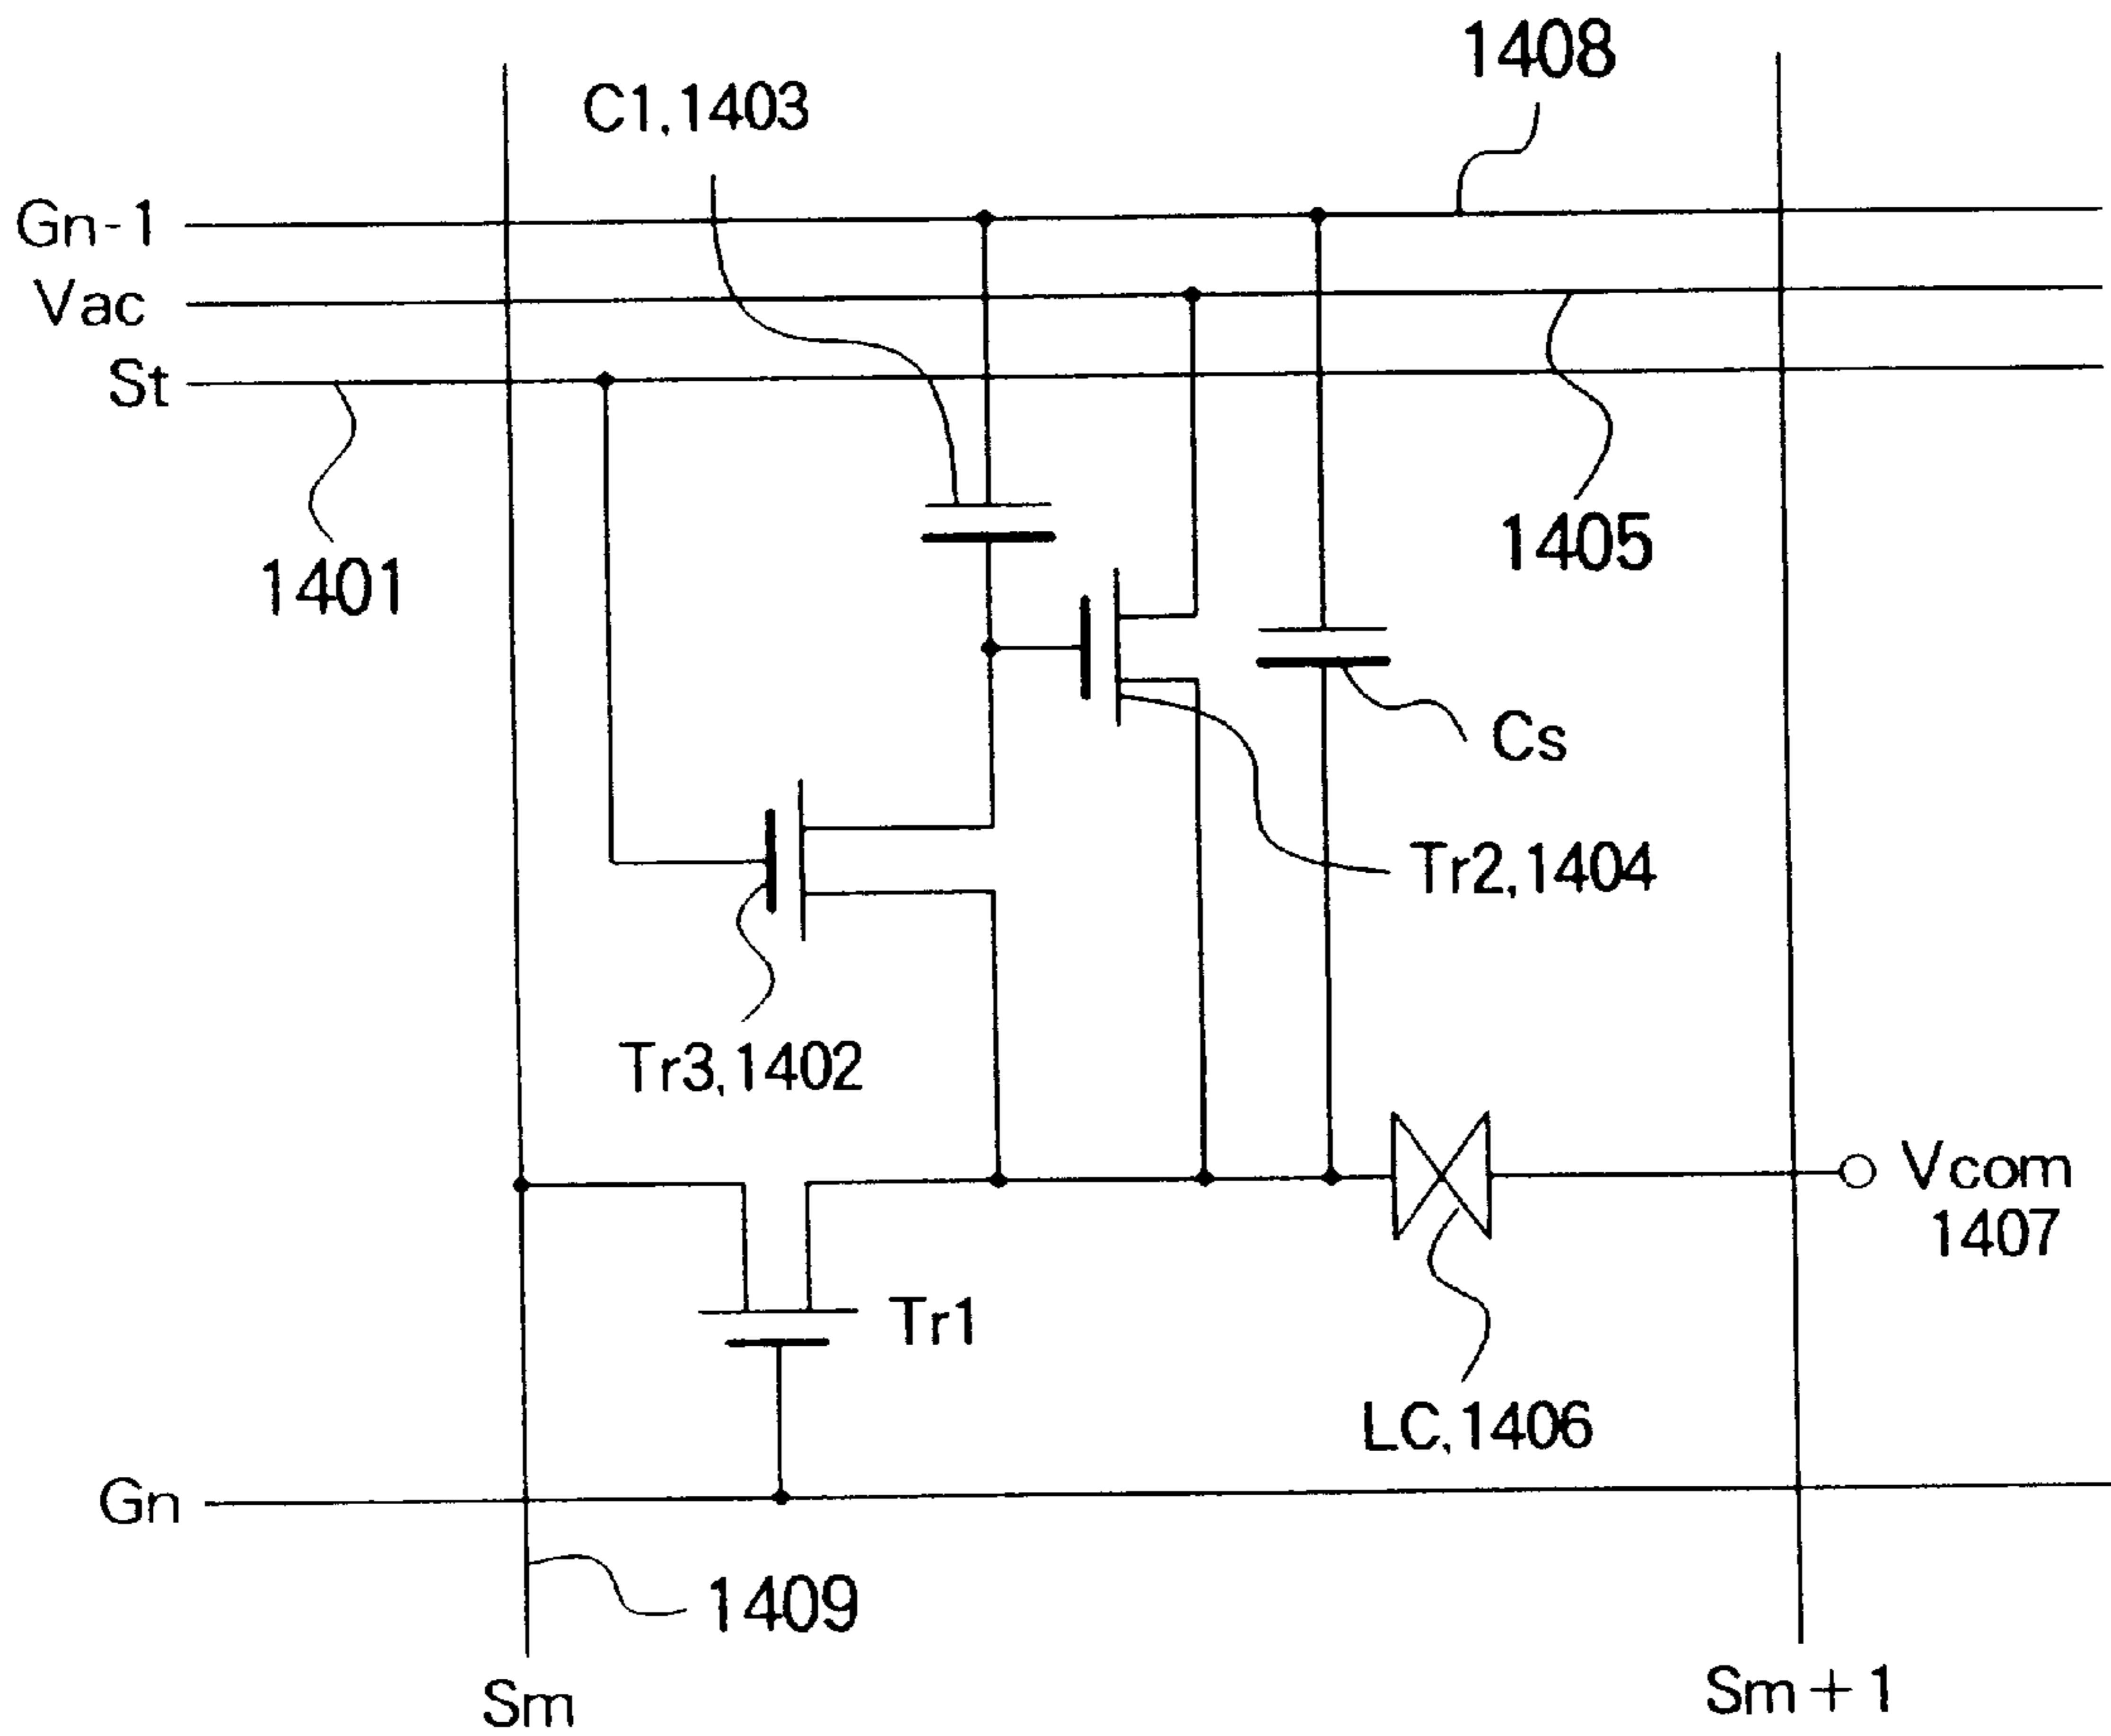 1408
C1,1403
Gn-1
Vac
St
1401
1405
Cs
Tr2,1404
Tr3,1402
Vcom
1407
Tr1
LC,1406
Gn
1409
Sm
Sm+1